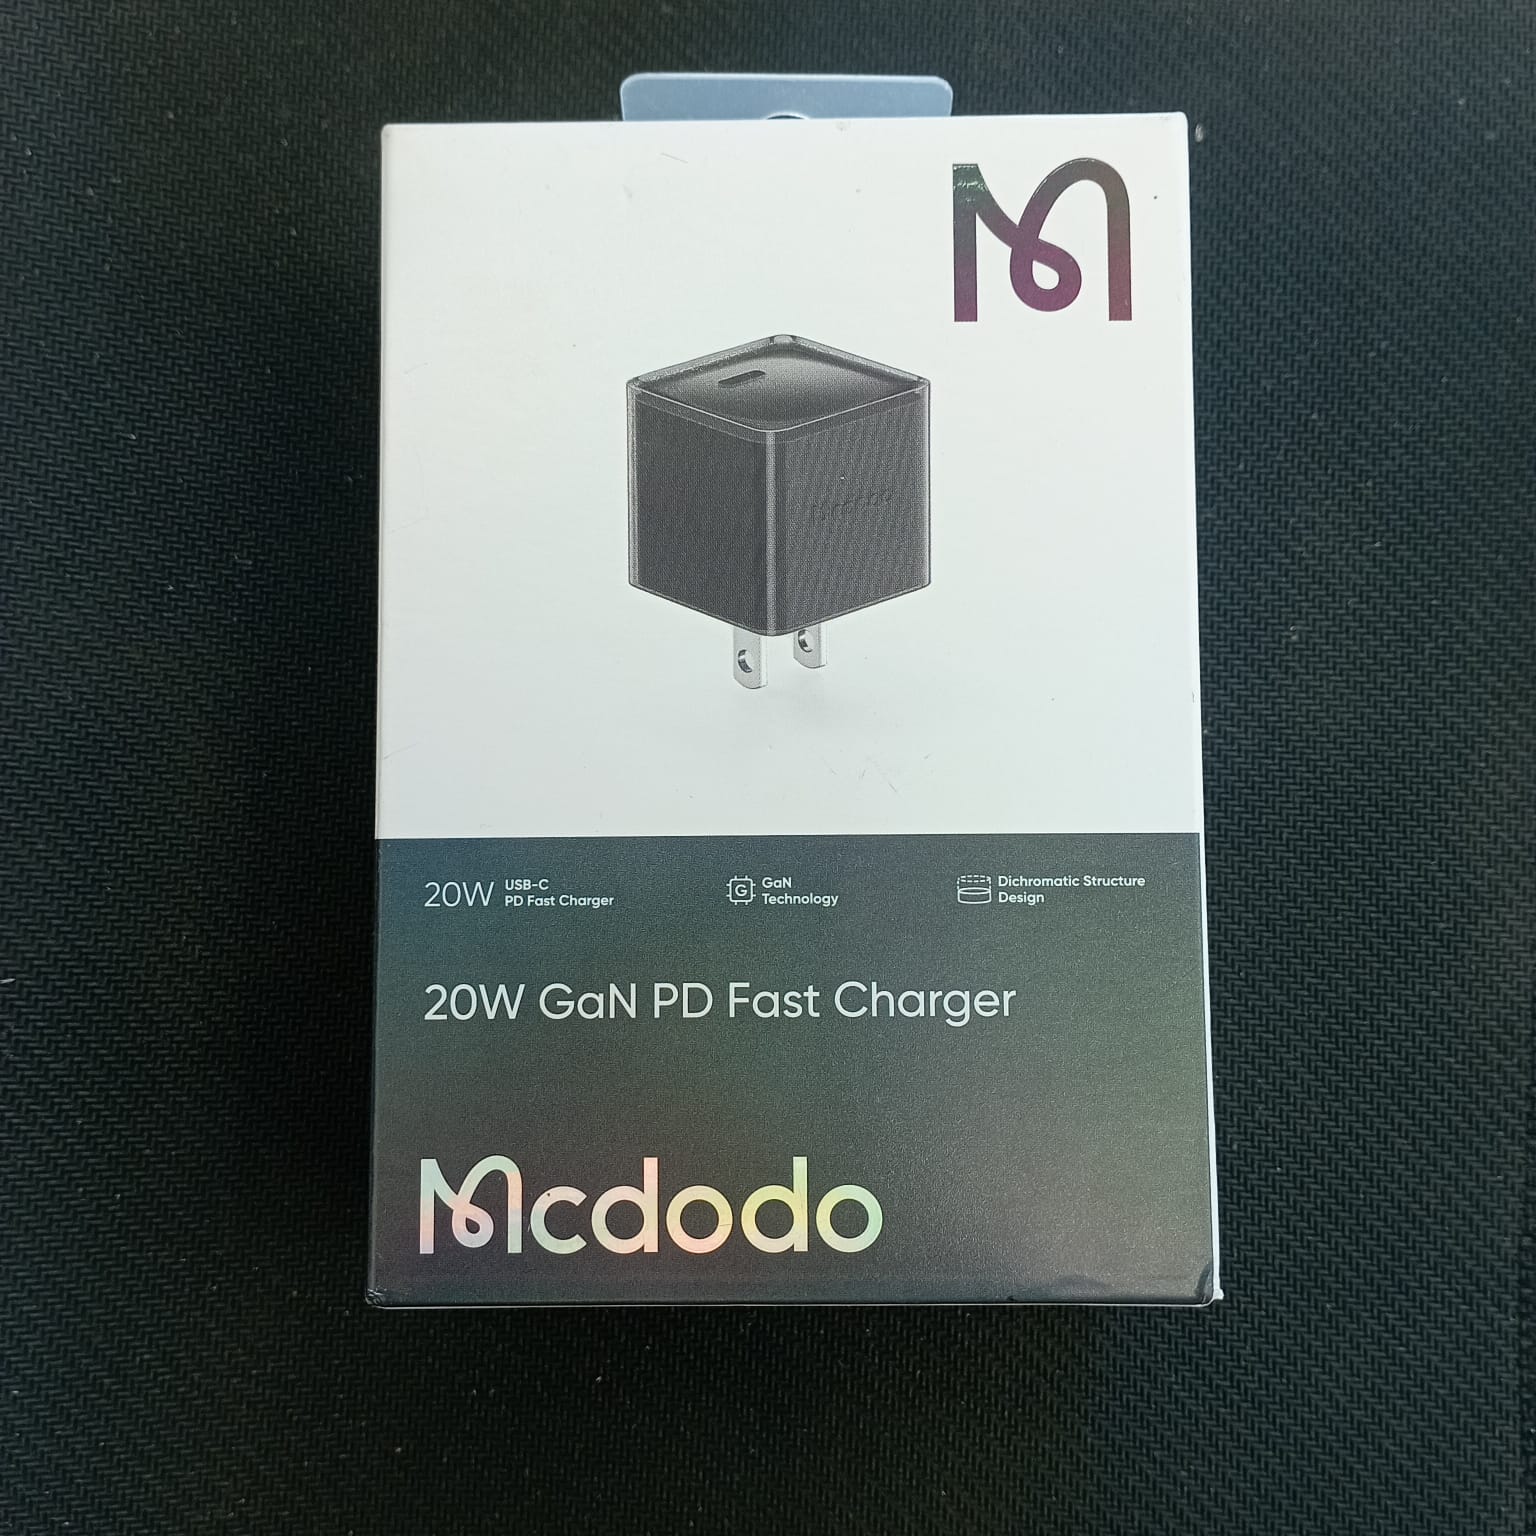 20W USB-C
PD Fast Charger
G GaN
Technology
Dichromatic Structure
Design
20W GaN PD Fast Charger
Mcdodo